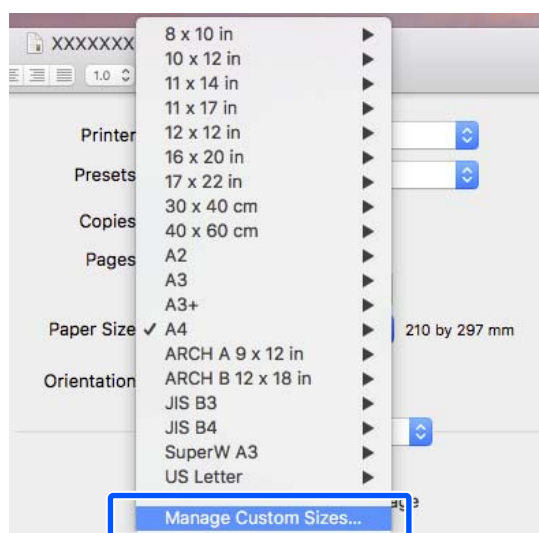 XXXXXXX
1.0
8 x 10 in
10 x 12 in
11 x 14 in
11 x 17 in
12 x 12 in
16 x 20 in
17 x 22 in
30 x 40 cm
40 x 60 cm
A2
A3
A3+
A4
ARCH A 9 x 12 in
ARCH B 12 x 18 in
JIS B3
JIS B4
SuperW A3
US Letter
Manage Custom Sizes...
Printer
Presets
Copies
Pages
Paper Size
210 by 297 mm
Orientation